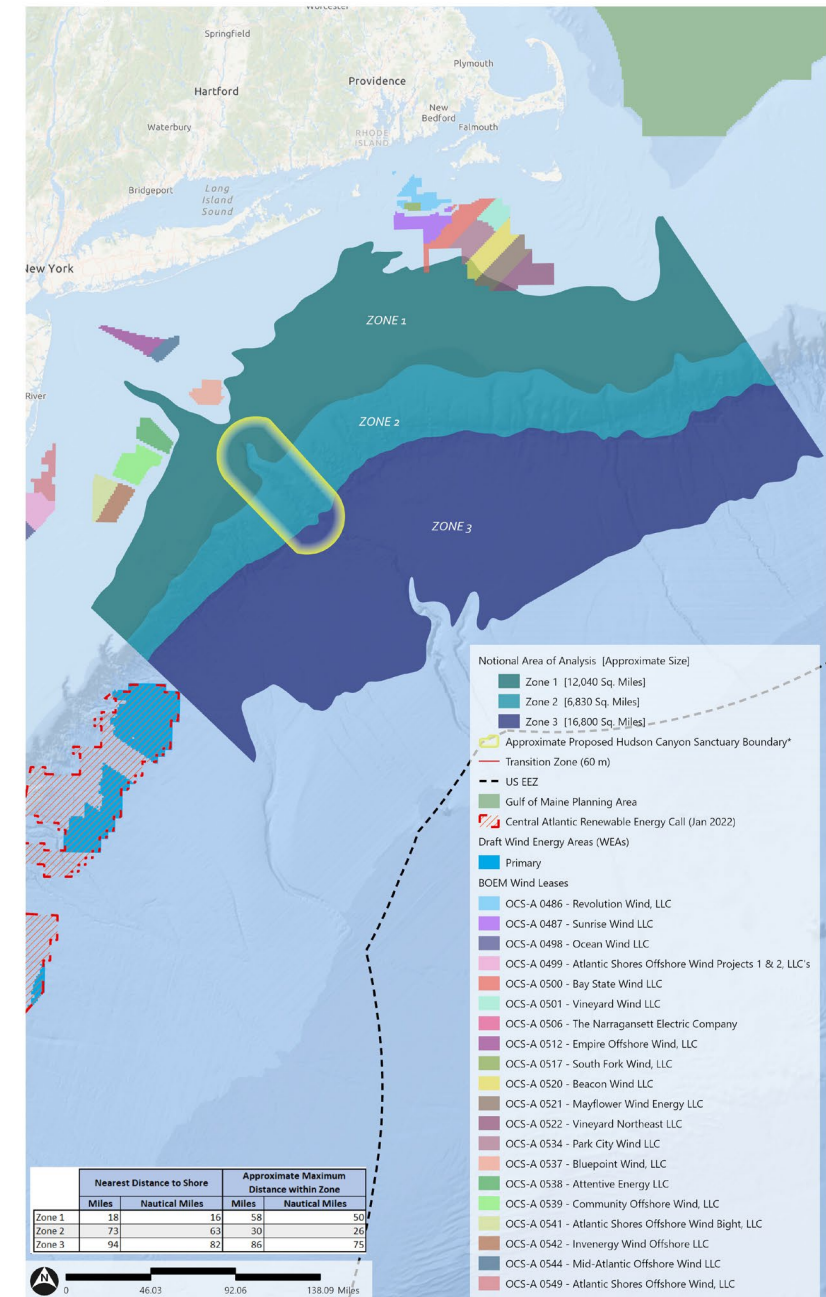 Worcester
Springfield
Plymouth
Hartford
Providence
New
Bedford
Falmouth
Waterbury
RHODE
ISLAND
Bridgeport
Long
Island
Sound
New York
ZONE 1
River
ZONE 2
ZONE 3
Notional Area of Analysis [Approximate Size]
Zone 1 [12,040 Sq. Miles]
Zone 2 [6,830 Sq. Miles]
Zone 3 [16,800 Sq. Miles]
Approximate Proposed Hudson Canyon Sanctuary Boundary*
Transition Zone (60 m)
US EEZ
Gulf of Maine Planning Area
Central Atlantic Renewable Energy Call (Jan 2022)
Draft Wind Energy Areas (WEAs)
Primary
BOEM Wind Leases
OCS-A 0486 - Revolution Wind, LLC
OCS-A 0487 - Sunrise Wind LLC
OCS-A 0498 - Ocean Wind LLC
OCS-A 0499 - Atlantic Shores Offshore Wind Projects 1 & 2, LLC's
OCS-A 0500 - Bay State Wind LLC
OCS-A 0501 - Vineyard Wind LLC
OCS-A 0506 - The Narragansett Electric Company
OCS-A 0512 - Empire Offshore Wind, LLC
OCS-A 0517 - South Fork Wind, LLC
OCS-A 0520 - Beacon Wind LLC
OCS-A 0521 - Mayflower Wind Energy LLC
OCS-A 0522 - Vineyard Northeast LLC
OCS-A 0534 - Park City Wind LLC
OCS-A 0537 - Bluepoint Wind, LLC
OCS-A 0538 - Attentive Energy LLC
OCS-A 0539 - Community Offshore Wind, LLC
OCS-A 0541 - Atlantic Shores Offshore Wind Bight, LLC
OCS-A 0542 - Invenergy Wind Offshore LLC
OCS-A 0544 - Mid-Atlantic Offshore Wind LLC
OCS-A 0549 - Atlantic Shores Offshore Wind, LLC
Nearest Distance to Shore Approximate Maximum Distance within Zone
Miles Nautical Miles Miles Nautical Miles
Zone 1 18 16 58 50
Zone 2 73 63 30 26
Zone 3 94 82 86 75
N
0 46.03 92.06 138.09 Miles